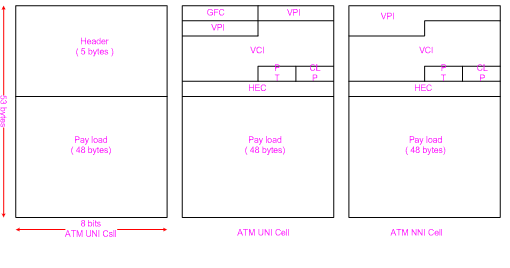 53 bytes
Header
( 5 bytes )
Pay load
( 48 bytes)
8 bits
ATM UNI Csll
GFC
VPI
VPI
VCI
P
T
CL
P
HEC
Pay load
( 48 bytes)
ATM UNI Cell
VPI
VCI
P
T
CL
P
HEC
Pay load
( 48 bytes)
ATM NNI Cell